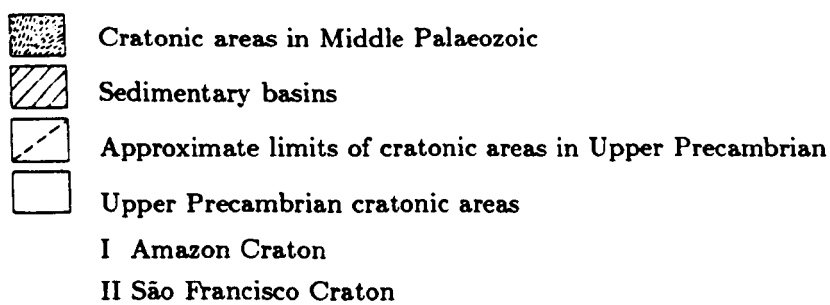 Cratonic areas in Middle Palaeozoic
Sedimentary basins
Approximate limits of cratonic areas in Upper Precambrian
Upper Precambrian cratonic areas
I Amazon Craton
II São Francisco Craton